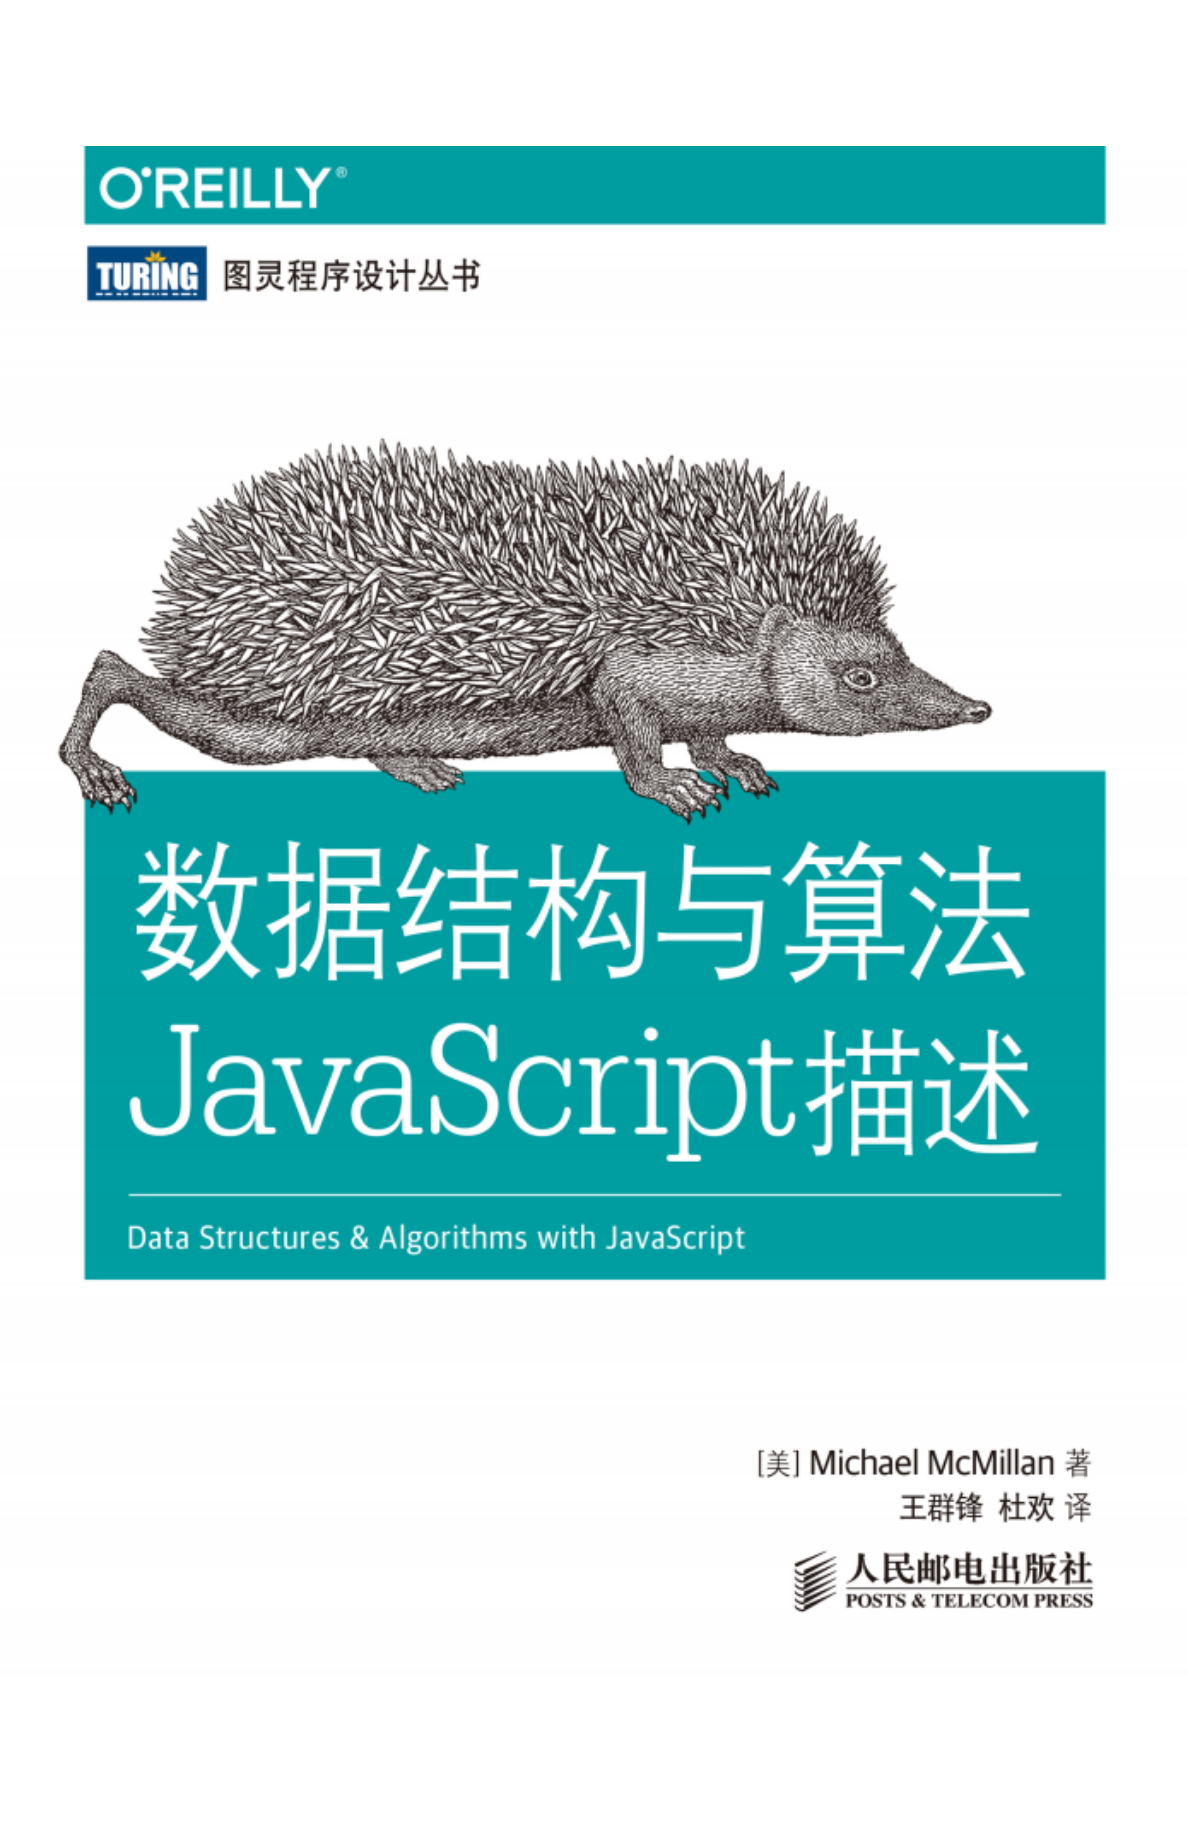 O'REILLY®
TURING 图灵程序设计丛书
数据结构与算法
JavaScript描述
Data Structures & Algorithms with JavaScript
[美] Michael McMillan 著
王群锋 杜欢 译
人民邮电出版社
POSTS & TELECOM PRESS